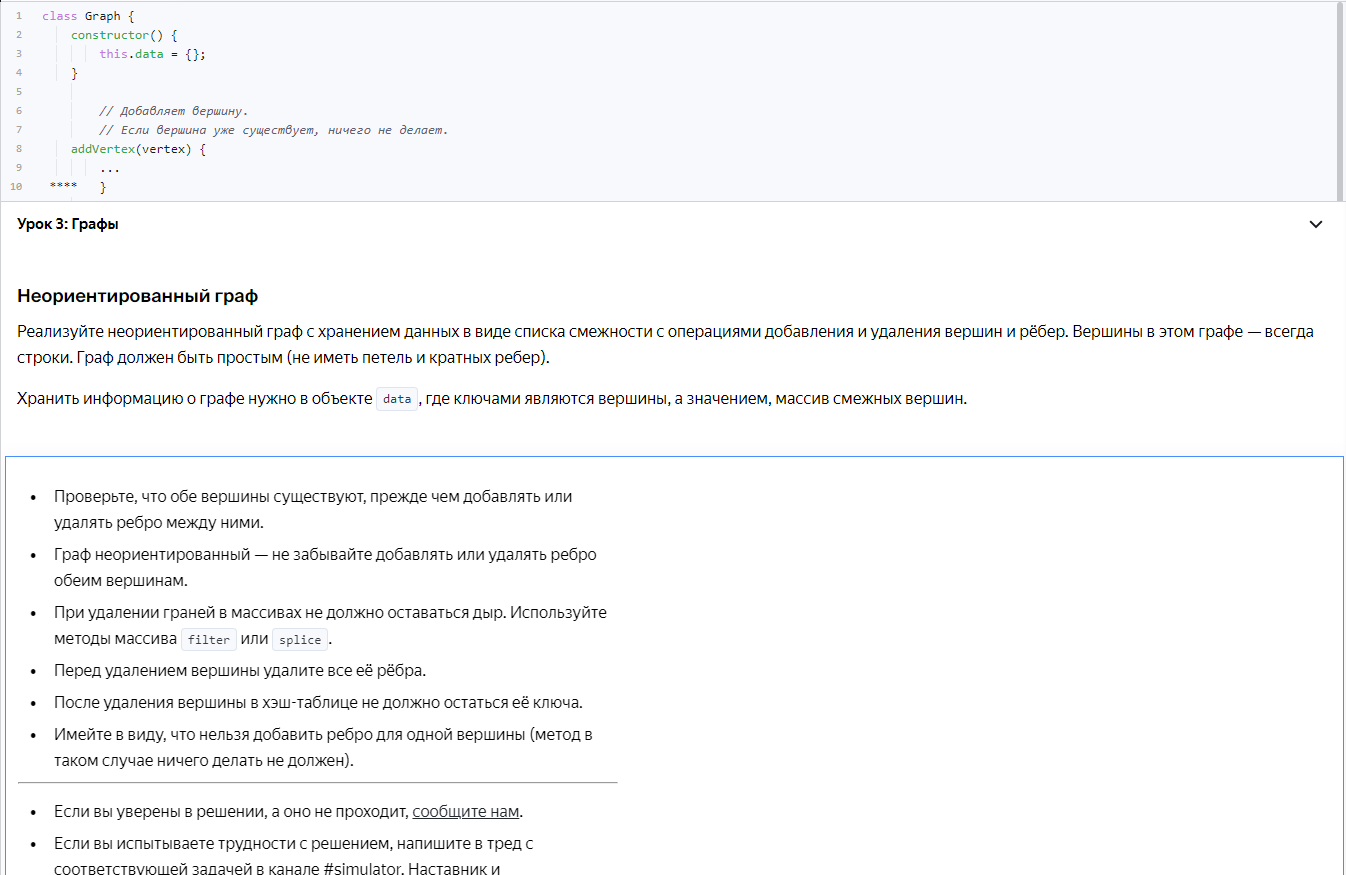 1 class Graph {
2 constructor() {
3 this.data = {};
4 }
5
6 // Добавляет вершину.
7 // Если вершина уже существует, ничего не делает.
8 addVertex(vertex) {
9 ...
10 **** }
Урок 3: Графы
Неориентированный граф
Реализуйте неориентированный граф с хранением данных в виде списка смежности с операциями добавления и удаления вершин и рёбер. Вершины в этом графе — всегда
строки. Граф должен быть простым (не иметь петель и кратных ребер).
Хранить информацию о графе нужно в объекте data, где ключами являются вершины, а значением, массив смежных вершин.
• Проверьте, что обе вершины существуют, прежде чем добавлять или
удалять ребро между ними.
• Граф неориентированный — не забывайте добавлять или удалять ребро
обеим вершинам.
• При удалении граней в массивах не должно оставаться дыр. Используйте
методы массива filter или splice.
• Перед удалением вершины удалите все её рёбра.
• После удаления вершины в хэш-таблице не должно остаться её ключа.
• Имейте в виду, что нельзя добавить ребро для одной вершины (метод в
таком случае ничего делать не должен).
• Если вы уверены в решении, а оно не проходит, сообщите нам.
• Если вы испытываете трудности с решением, напишите в тред с
соответствующей задачей в канале #simulator. Наставник и